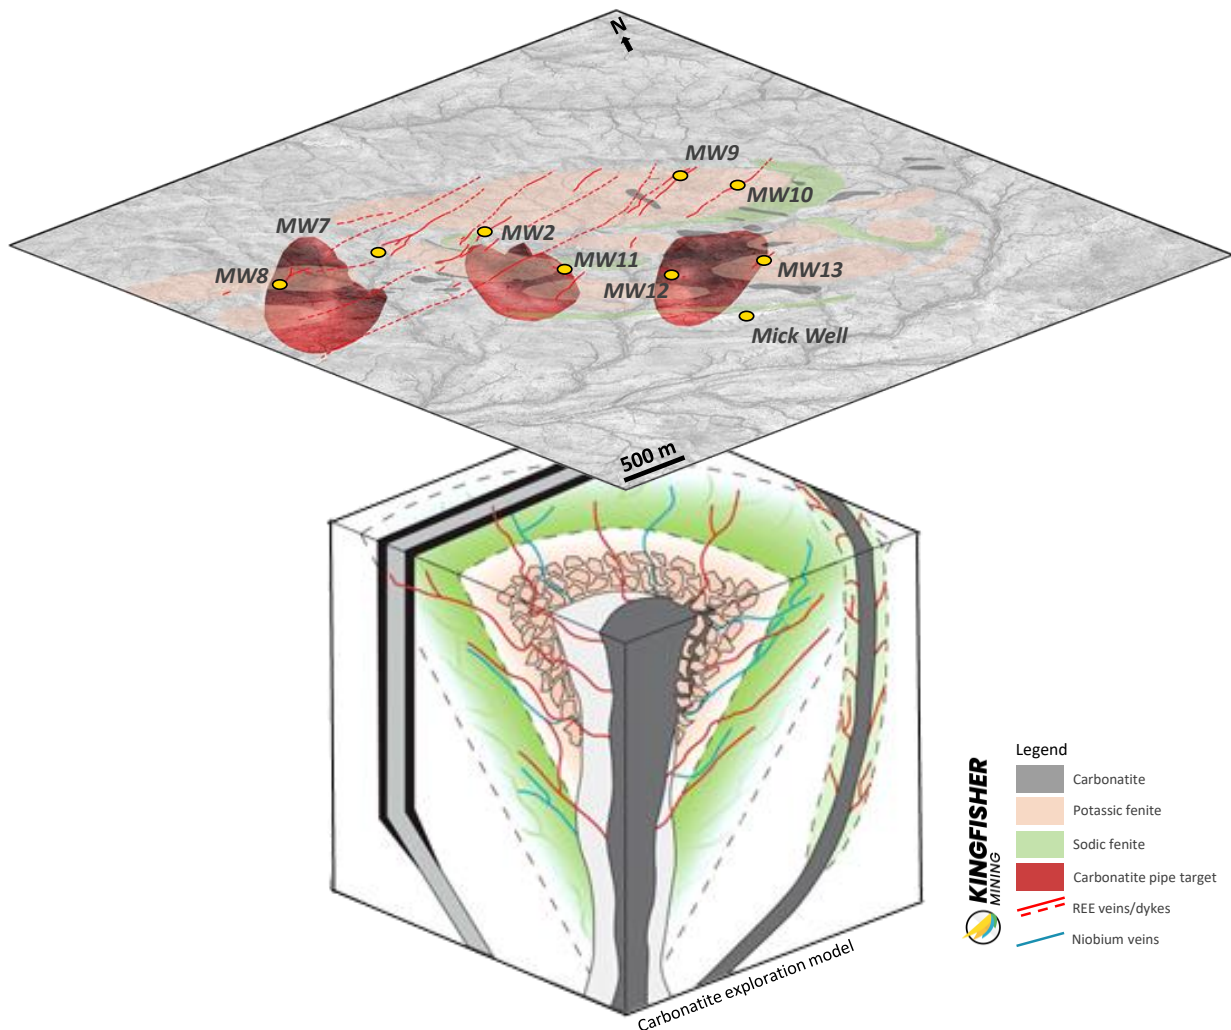 N
MW9
MW10
MW7
MW2
MW11
MW8
MW12
MW13
Mick Well
500 m
Legend
Carbonatite
Potassic fenite
Sodic fenite
Carbonatite pipe target
REE veins/dykes
Niobium veins
KINGFISHER
MINING
Carbonatite exploration model